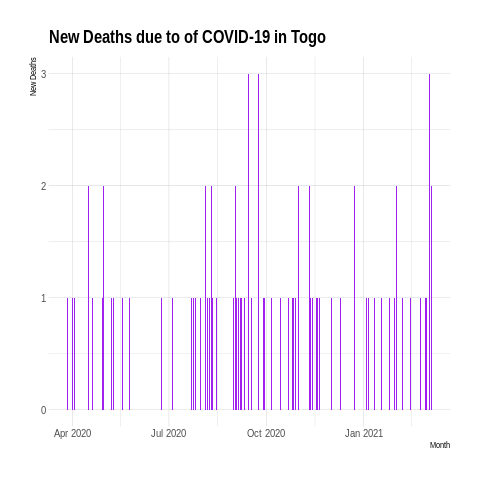 New Deaths due to of COVID-19 in Togo
New Deaths
3
2
1
0
Apr 2020 Jul 2020 Oct 2020 Jan 2021
Month